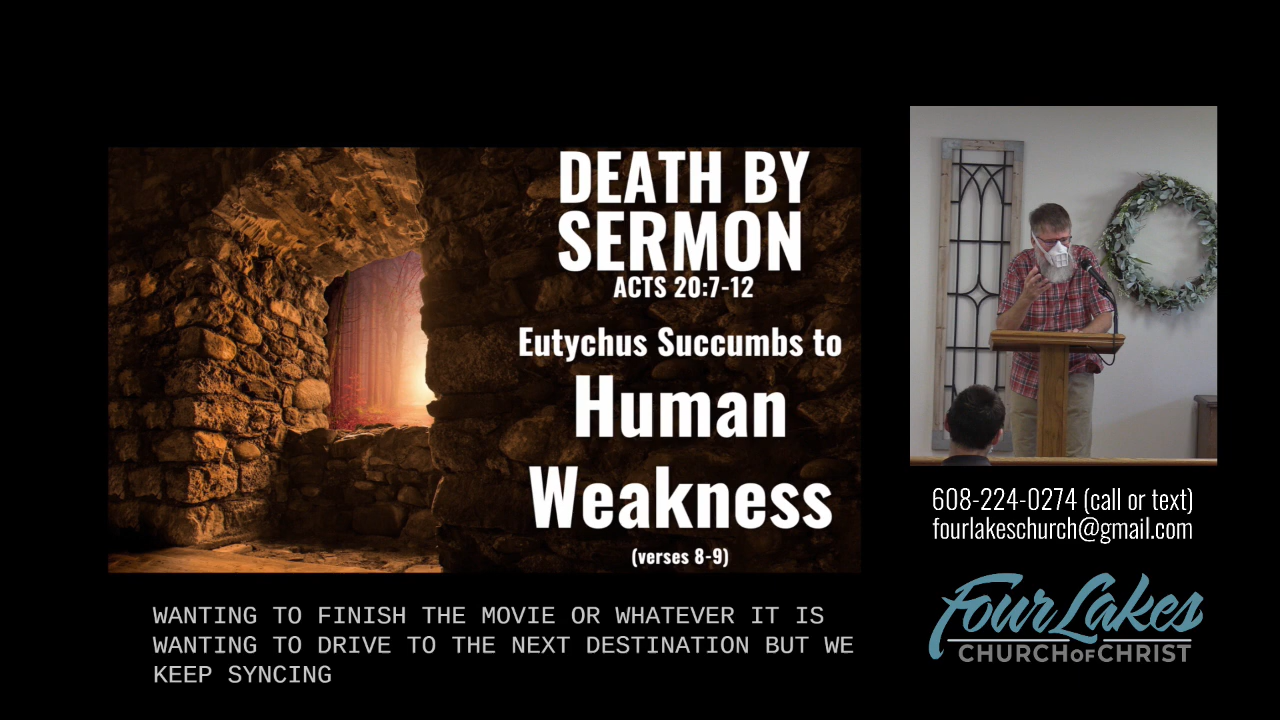 DEATH BY
SERMON
ACTS 20:7-12
Eutychus Succumbs to
Human
Weakness
(verses 8-9)
WANTING TO FINISH THE MOVIE OR WHATEVER IT IS
WANTING TO DRIVE TO THE NEXT DESTINATION BUT WE
KEEP SYNCING
608-224-0274 (call or text)
fourlakeschurch@gmail.com
Four Lakes
CHURCH OF CHRIST